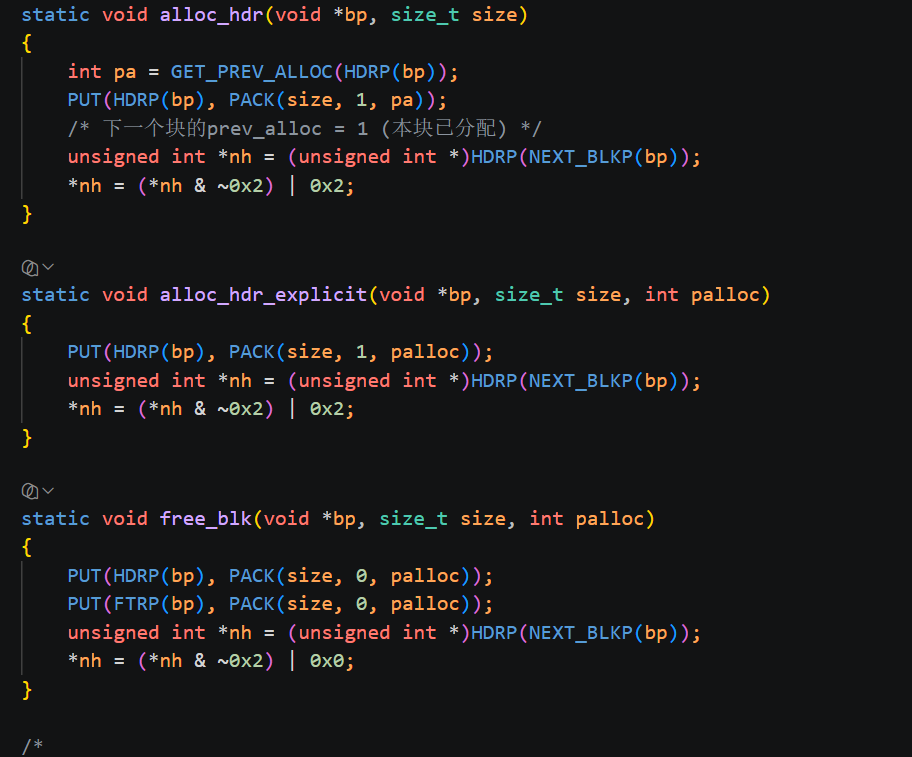 static void alloc_hdr(void *bp, size_t size)
{
    int pa = GET_PREV_ALLOC(HDRP(bp));
    PUT(HDRP(bp), PACK(size, 1, pa));
    /* 下一个块的prev_alloc = 1 (本块已分配) */
    unsigned int *nh = (unsigned int *)HDRP(NEXT_BLKP(bp));
    *nh = (*nh & ~0x2) | 0x2;
}
static void alloc_hdr_explicit(void *bp, size_t size, int palloc)
{
    PUT(HDRP(bp), PACK(size, 1, palloc));
    unsigned int *nh = (unsigned int *)HDRP(NEXT_BLKP(bp));
    *nh = (*nh & ~0x2) | 0x2;
}
static void free_blk(void *bp, size_t size, int palloc)
{
    PUT(HDRP(bp), PACK(size, 0, palloc));
    PUT(FTRP(bp), PACK(size, 0, palloc));
    unsigned int *nh = (unsigned int *)HDRP(NEXT_BLKP(bp));
    *nh = (*nh & ~0x2) | 0x0;
}
/*